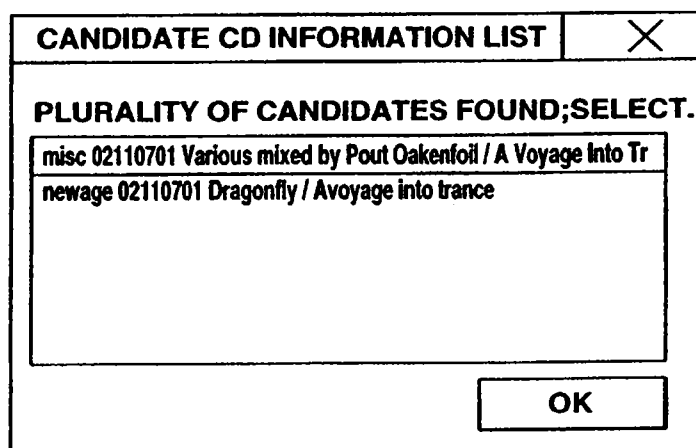 CANDIDATE CD INFORMATION LIST
PLURALITY OF CANDIDATES FOUND;SELECT.
misc 02110701 Various mixed by Pout Oakenfoil / A Voyage Into Tr
newage 02110701 Dragonfly / Avoyage into trance
OK